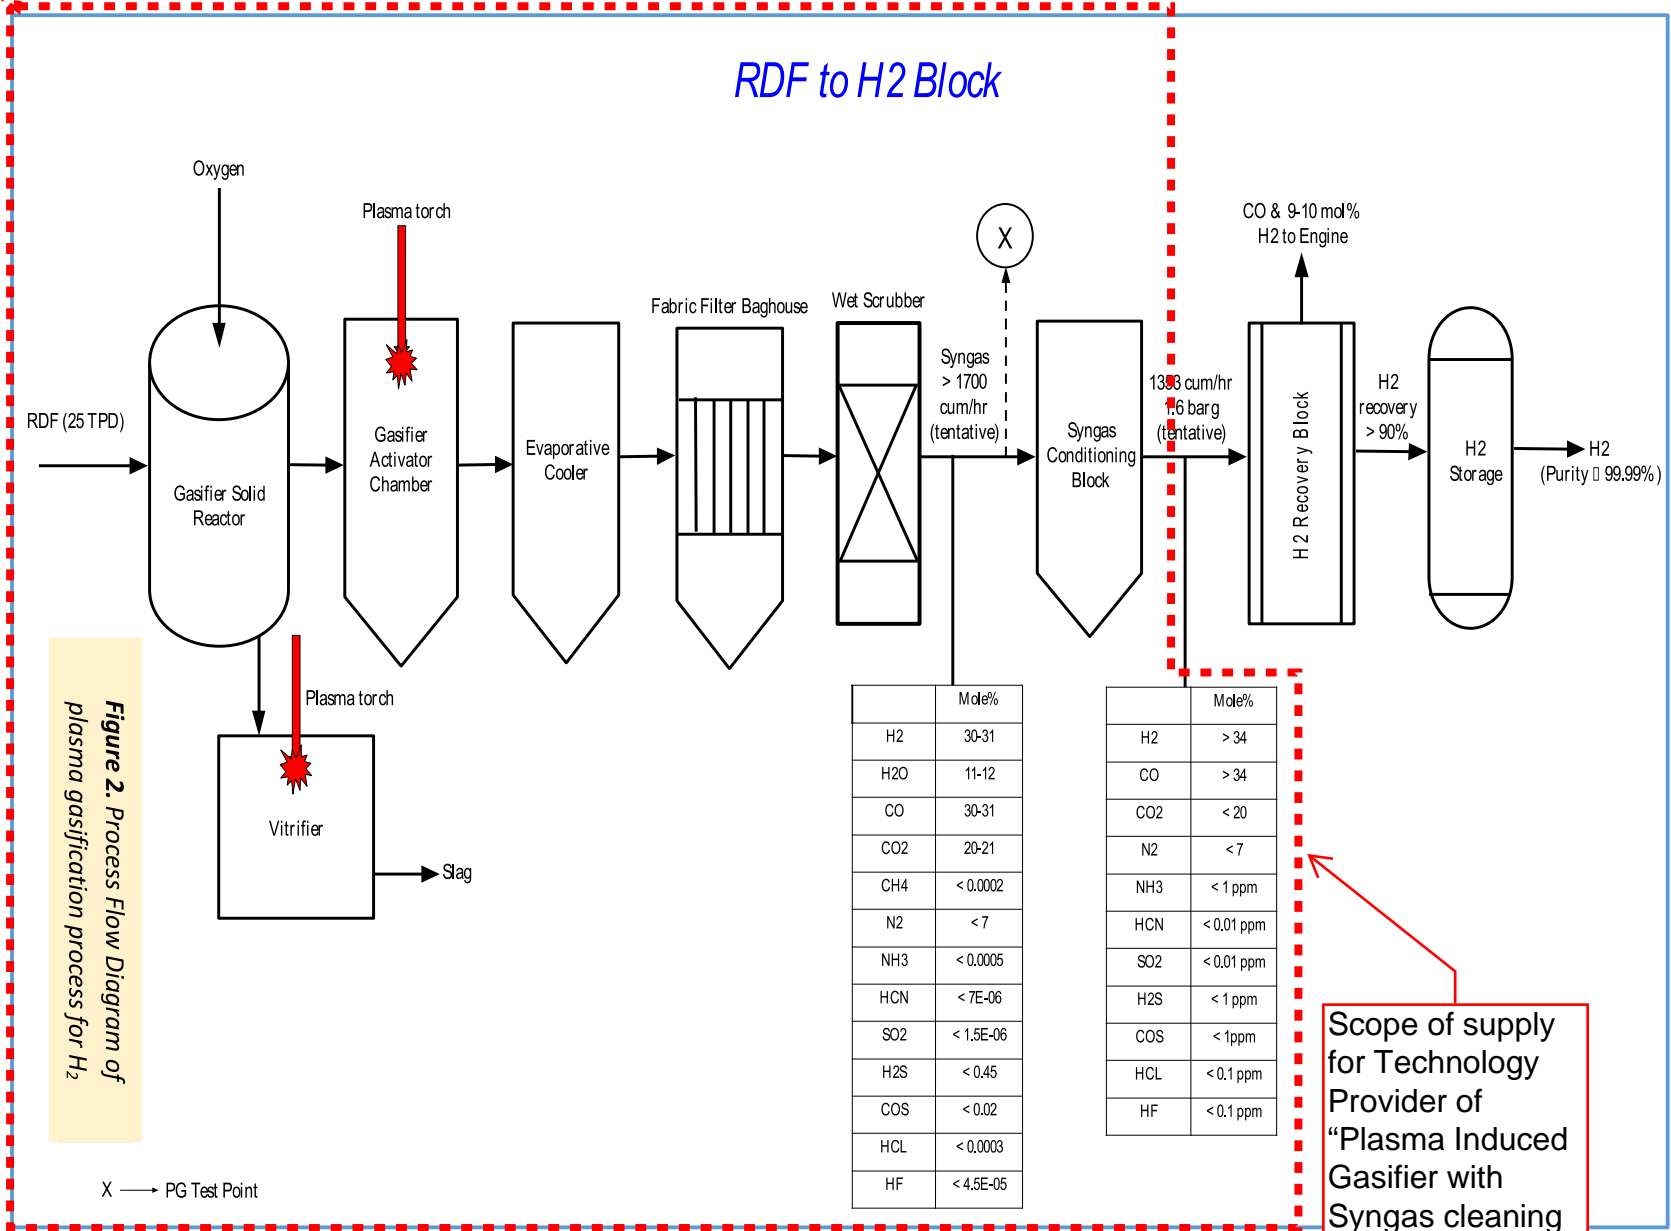 RDF to H2 Block
Oxygen
Plasma torch
CO & 9-10 mol%
H2 to Engine
X
Fabric Filter Baghouse
Wet Scrubber
Syngas
> 1700
cum/hr
(tentative)
1353 cum/hr
1.6 barg
(tentative)
H2
recovery
> 90%
RDF (25 TPD)
Gasifier Solid
Reactor
Gasifier
Activator
Chamber
Evaporative
Cooler
Syngas
Conditioning
Block
H2 Recovery Block
H2
Storage
H2
(Purity 99.99%)
Plasma torch
Vitrifier
Slag
Figure 2. Process Flow Diagram of
plasma gasification process for H₂
Mole%
H2 30-31
H2O 11-12
CO 30-31
CO2 20-21
CH4 < 0.0002
N2 < 7
NH3 < 0.0005
HCN < 7E-06
SO2 < 1.5E-06
H2S < 0.45
COS < 0.02
HCL < 0.0003
HF < 4.5E-05
Mole%
H2 > 34
CO > 34
CO2 < 20
N2 < 7
NH3 < 1 ppm
HCN < 0.01 ppm
SO2 < 0.01 ppm
H2S < 1 ppm
COS < 1ppm
HCL < 0.1 ppm
HF < 0.1 ppm
Scope of supply
for Technology
Provider of
“Plasma Induced
Gasifier with
Syngas cleaning
X PG Test Point